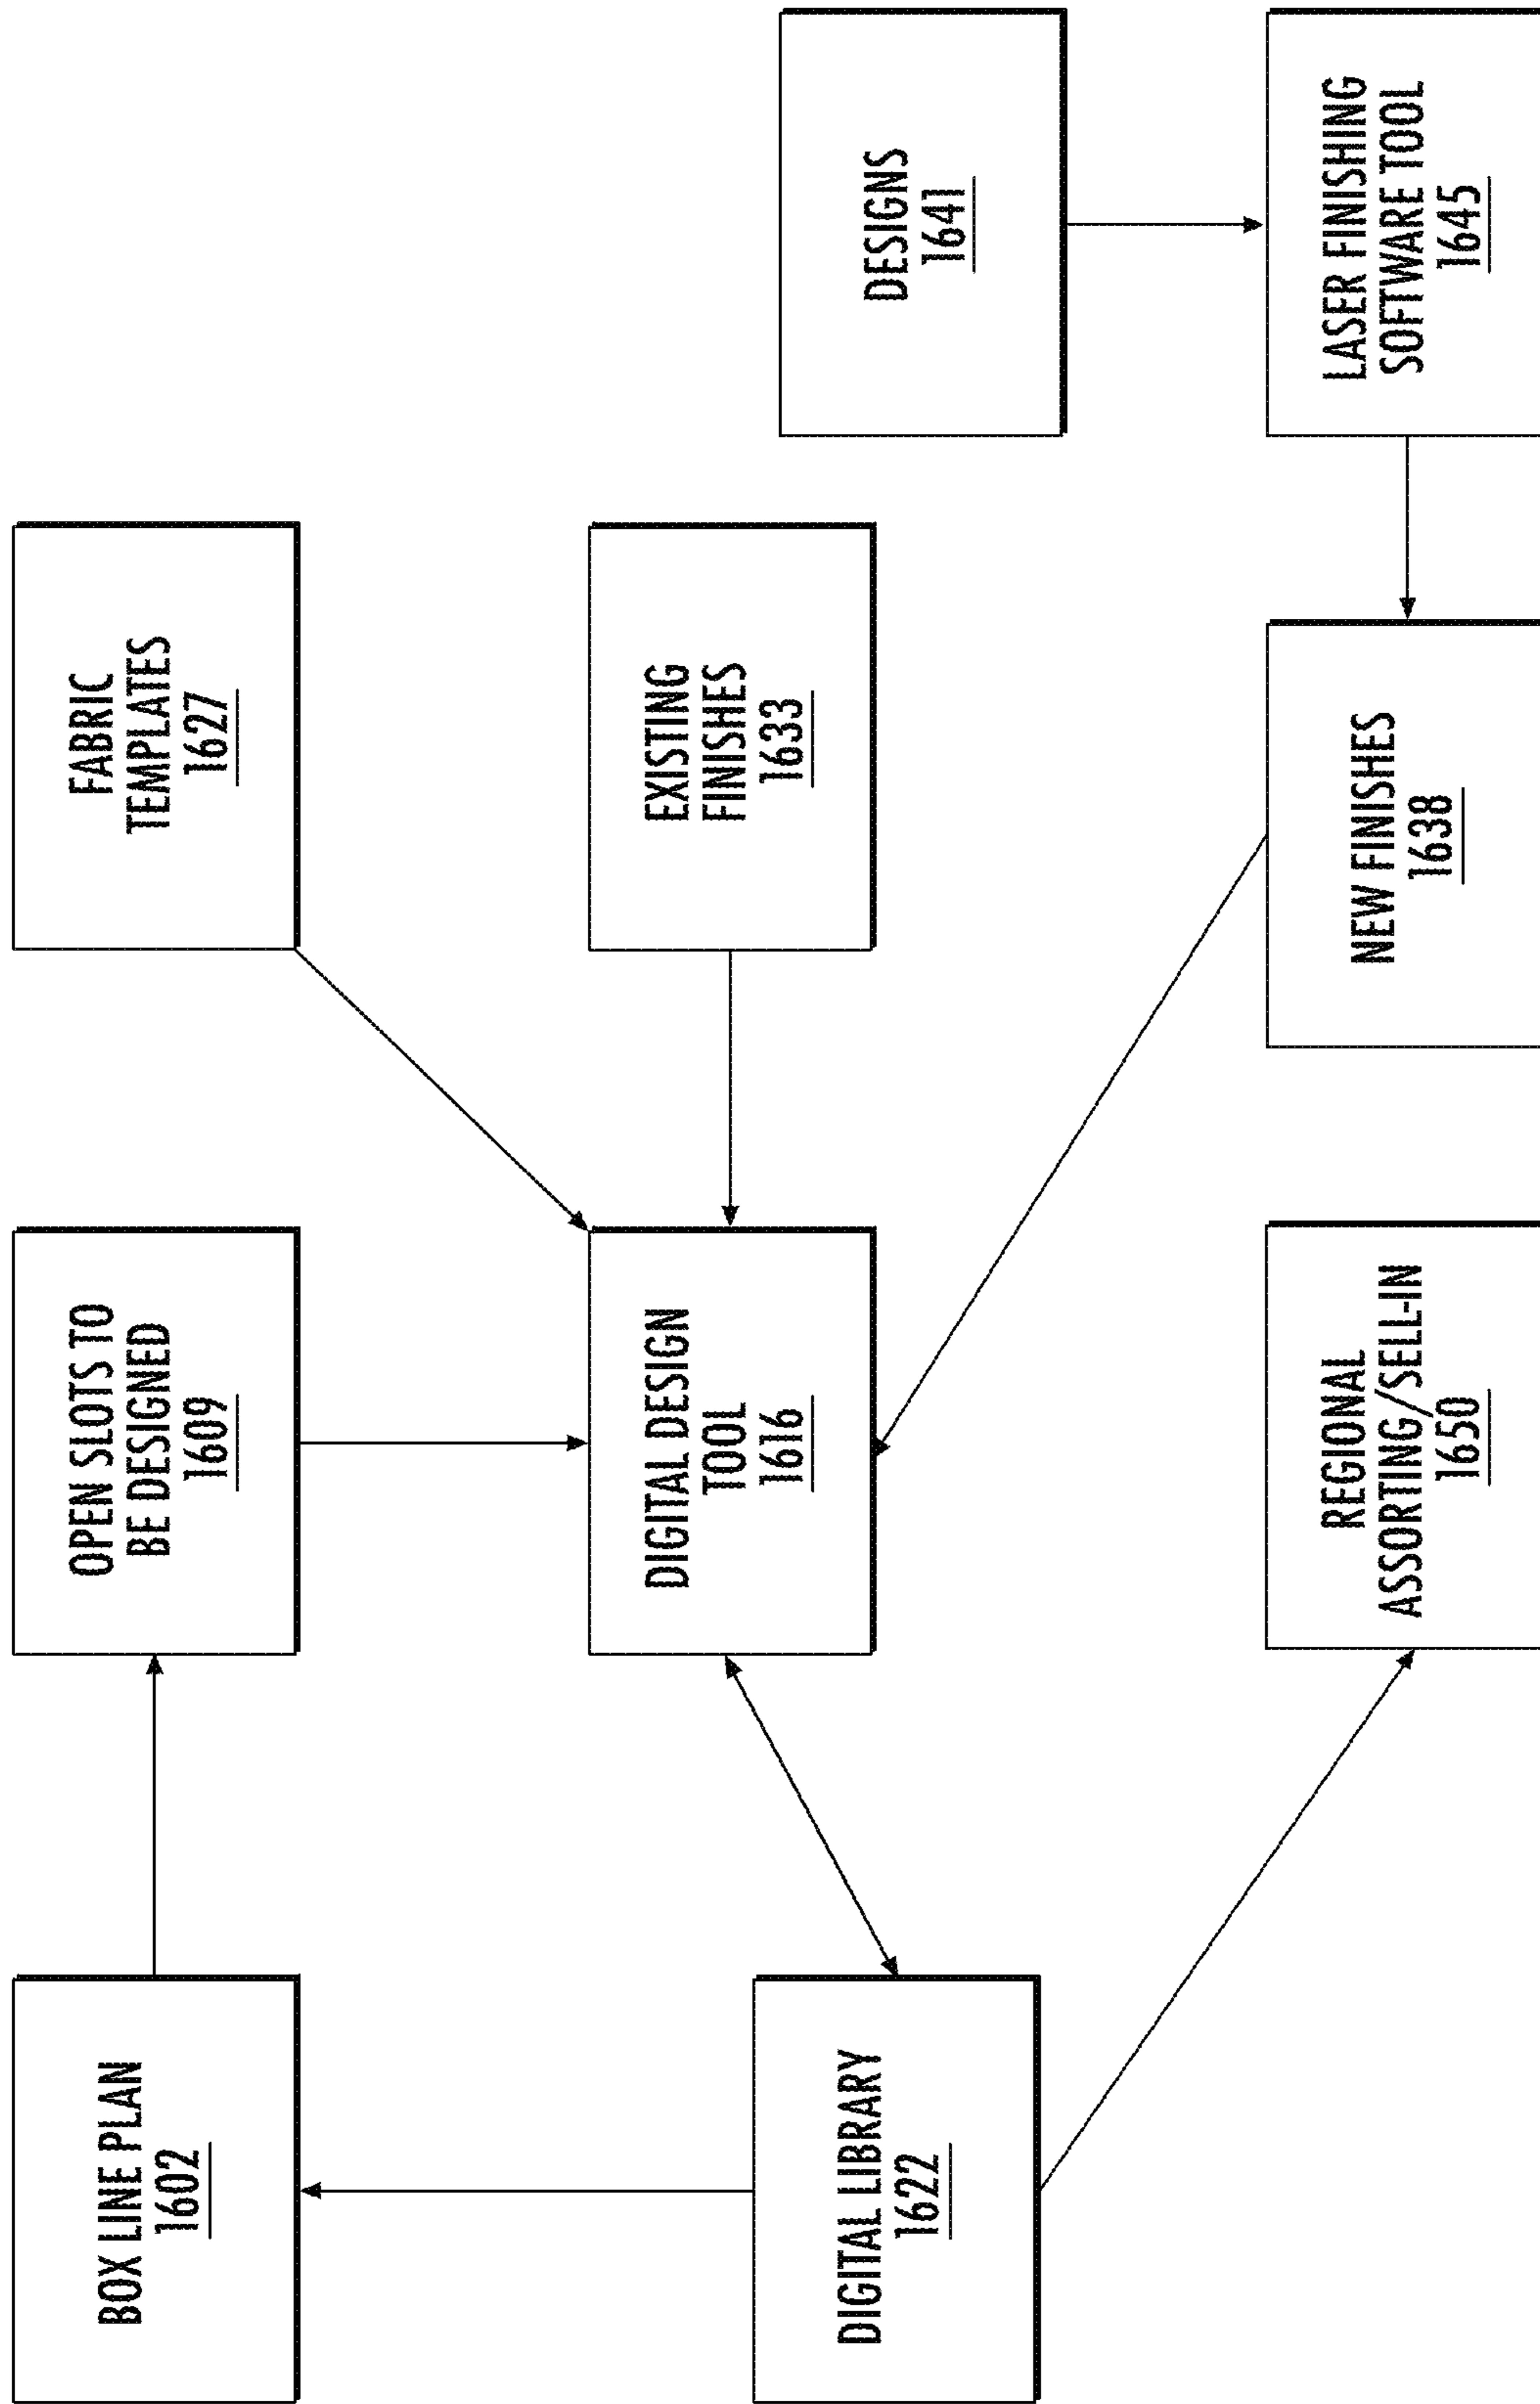 BOX LINE PLAN
1602
OPEN SLOTS TO
BE DESIGNED
1609
FABRIC
TEMPLATES
1627
DIGITAL DESIGN
TOOL
1616
EXISTING
FINISHES
1633
DIGITAL LIBRARY
1622
DESIGNS
1641
REGIONAL
ASSORTING/SELL-IN
1650
NEW FINISHES
1638
LASER FINISHING
SOFTWARE TOOL
1645